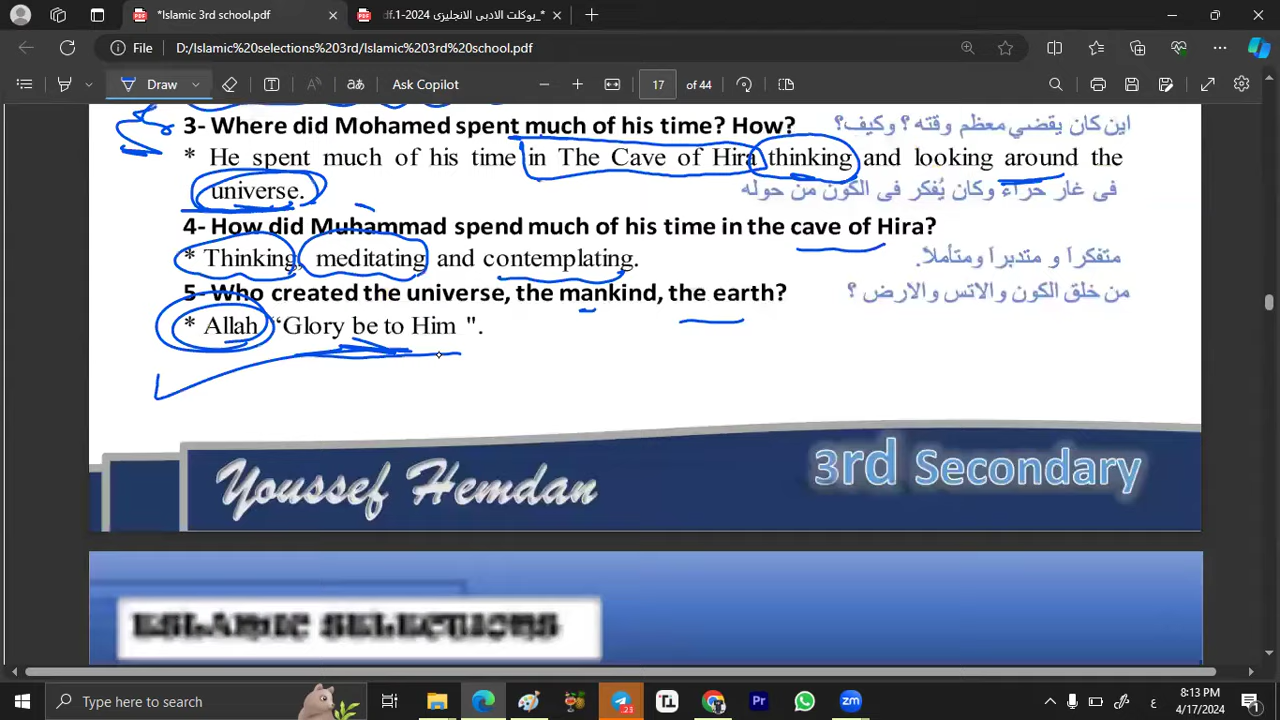 *Islamic 3rd school.pdf
بوكلت الادبى الانجليزى 2024-1.df
File D:/Islamic%20selections%203rd/Islamic%203rd%20school.pdf
Draw Ask Copilot 17 of 44
3- Where did Mohamed spent much of his time? How? اين كان يقضي معظم وقته ؟ وكيف؟
* He spent much of his time in The Cave of Hira thinking and looking around the
universe. فى غار حراء وكان يُفكر فى الكون من حوله
4- How did Muhammad spend much of his time in the cave of Hira?
* Thinking, meditating and contemplating. متفكرا و متدبرا ومتأملاً.
5- Who created the universe, the mankind, the earth? من خلق الكون والانس والارض ؟
* Allah “Glory be to Him ".
Youssef Hemdan 3rd Secondary
ISLAMIC SELECTIONS
Type here to search
23
Pr
zm
ع
8:13 PM
4/17/2024